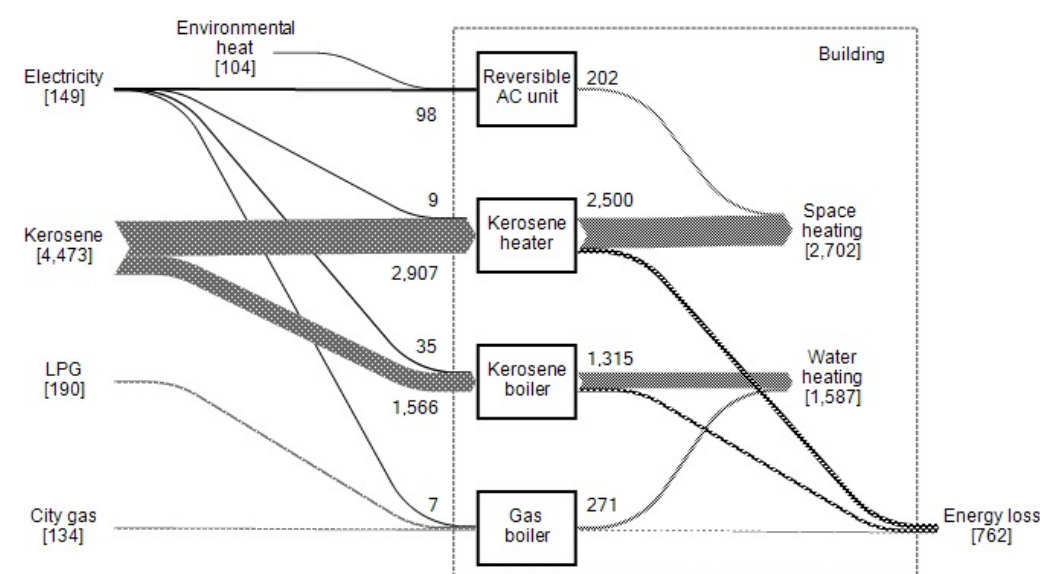 Environmental
heat
[104]
Building
Electricity
[149]
98
Reversible
AC unit
202
9
Kerosene
[4,473]
2,907
Kerosene
heater
2,500
Space
heating
[2,702]
35
1,566
Kerosene
boiler
1,315
Water
heating
[1,587]
LPG
[190]
7
City gas
[134]
Gas
boiler
271
Energy loss
[762]